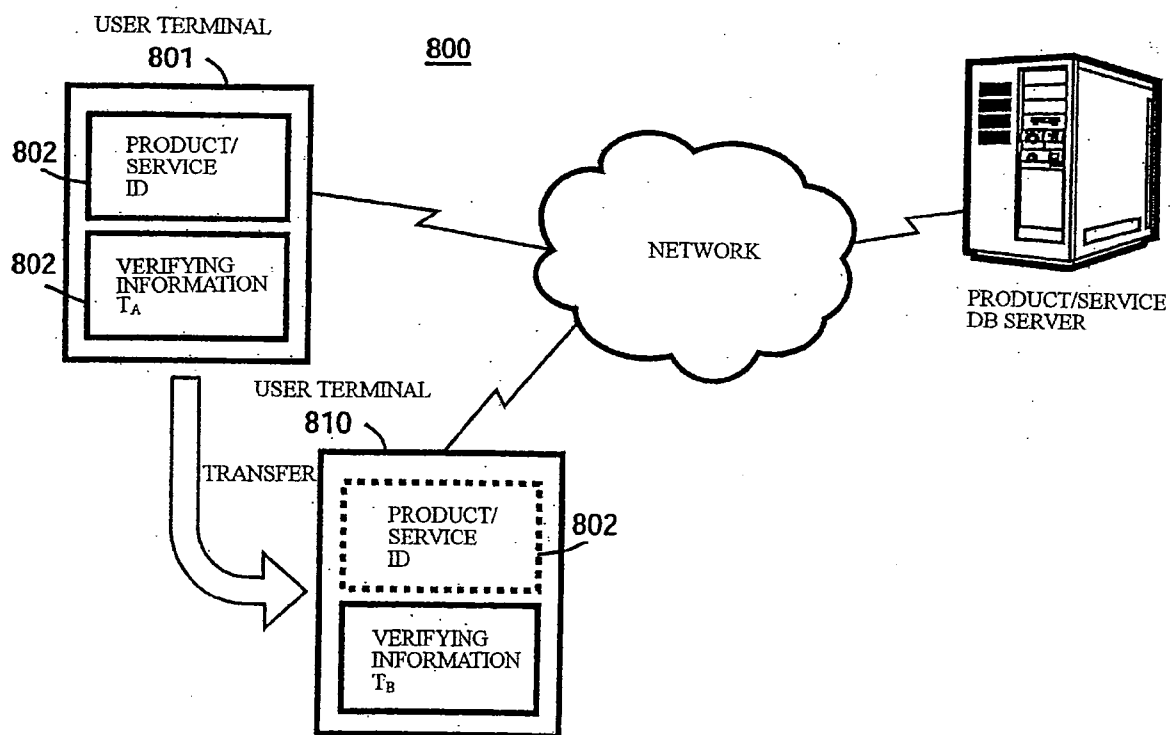 USER TERMINAL
801
800
802
PRODUCT/
SERVICE
ID
802
VERIFYING
INFORMATION
TA
NETWORK
PRODUCT/SERVICE
DB SERVER
USER TERMINAL
810
TRANSFER
PRODUCT/
SERVICE
ID
802
VERIFYING
INFORMATION
TB